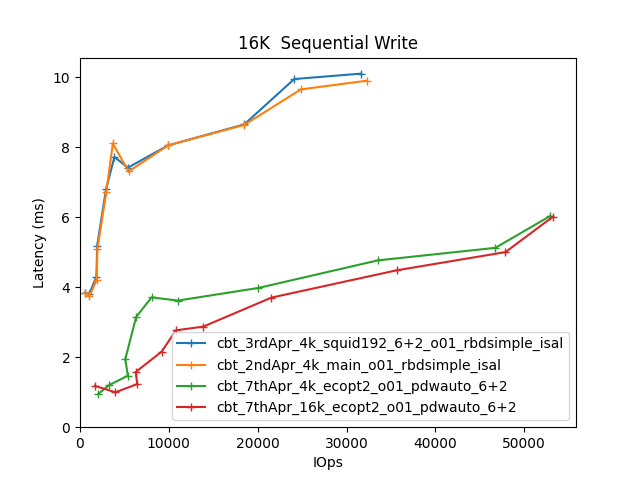 16K  Sequential Write
Latency (ms)
10
8
6
4
2
0
0 10000 20000 30000 40000 50000
IOps
cbt_3rdApr_4k_squid192_6+2_o01_rbdsimple_isal
cbt_2ndApr_4k_main_o01_rbdsimple_isal
cbt_7thApr_4k_ecopt2_o01_pdwauto_6+2
cbt_7thApr_16k_ecopt2_o01_pdwauto_6+2